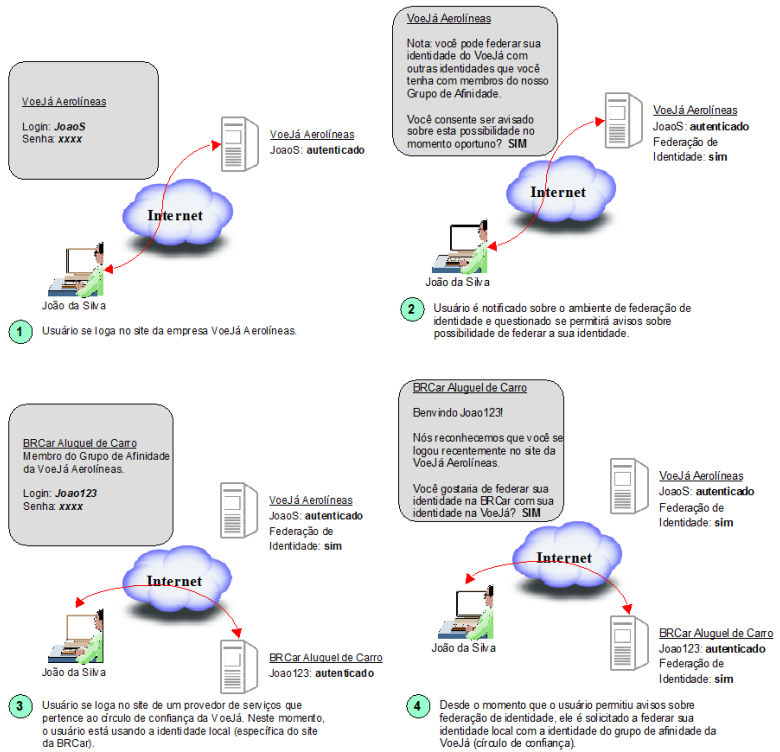 VoeJá Aerolíneas
Login: JoaoS
Senha: xxxx
VoeJá Aerolíneas
JoaoS: autenticado
Internet
João da Silva
1
Usuário se loga no site da empresa VoeJá Aerolíneas.
VoeJá Aerolíneas
Nota: você pode federar sua
identidade do VoeJá com
outras identidades que você
tenha com membros do nosso
Grupo de Afinidade.
Você consente ser avisado
sobre esta possibilidade no
momento oportuno? SIM
VoeJá Aerolíneas
JoaoS: autenticado
Federação de
Identidade: sim
Internet
João da Silva
2
Usuário é notificado sobre o ambiente de federação de
identidade e questionado se permitirá avisos sobre
possibilidade de federar a sua identidade.
BRCar Aluguel de Carro
Membro do Grupo de Afinidade
da VoeJá Aerolíneas.
Login: Joao123
Senha: xxxx
VoeJá Aerolíneas
JoaoS: autenticado
Federação de
Identidade: sim
Internet
João da Silva
BRCar Aluguel de Carro
Joao123: autenticado
3
Usuário se loga no site de um provedor de serviços que
pertence ao círculo de confiança da VoeJá. Neste momento,
o usuário está usando a identidade local (específica do site
da BRCar).
BRCar Aluguel de Carro
Benvindo Joao123!
Nós reconhecemos que você se
logou recentemente no site da
VoeJá Aerolíneas.
Você gostaria de federar sua
identidade na BRCar com sua
identidade na VoeJá? SIM
VoeJá Aerolíneas
JoaoS: autenticado
Federação de
Identidade: sim
Internet
João da Silva
BRCar Aluguel de Carro
Joao123: autenticado
Federação de
Identidade: sim
4
Desde o momento que o usuário permitiu avisos sobre
federação de identidade, ele é solicitado a federar sua
identidade local com a identidade do grupo de afinidade da
VoeJá (círculo de confiança).